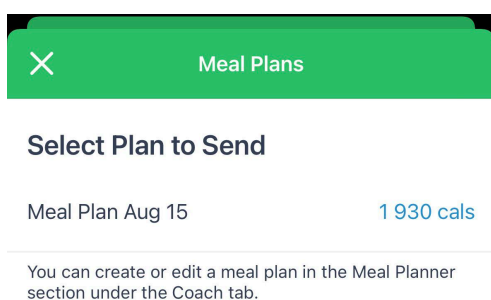 Meal Plans
Select Plan to Send
Meal Plan Aug 15 1 930 cals
You can create or edit a meal plan in the Meal Planner
section under the Coach tab.